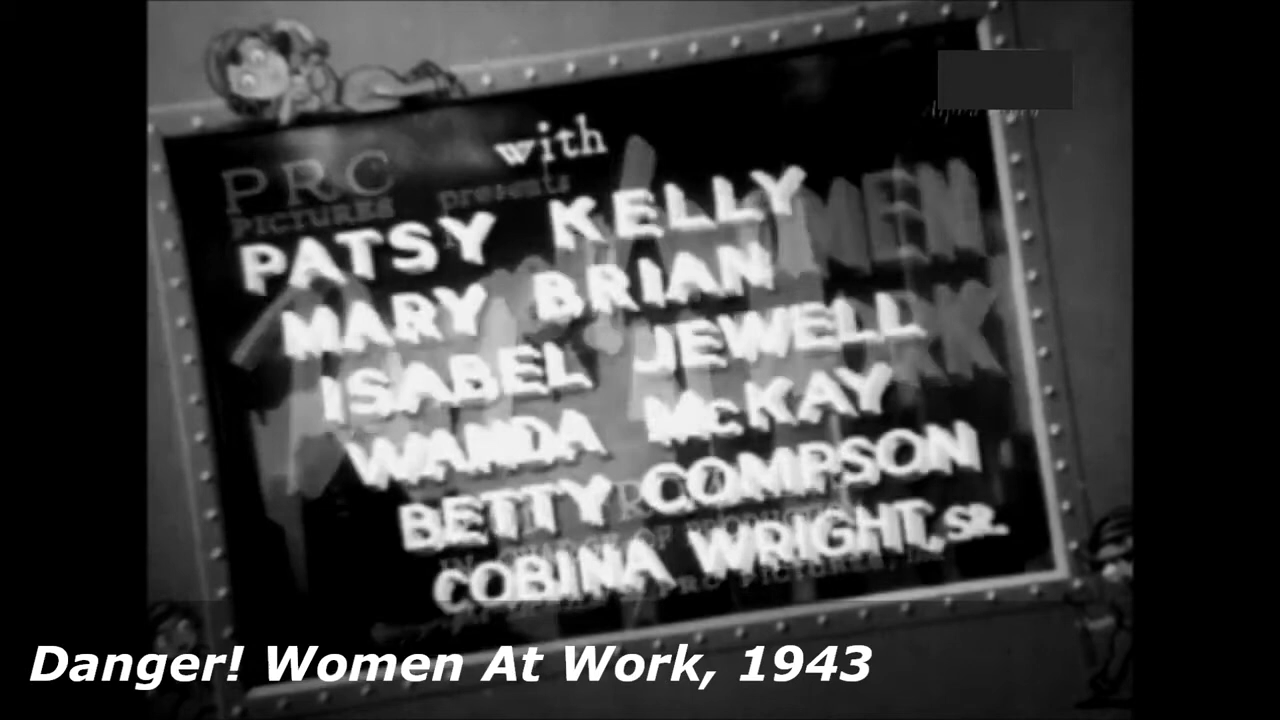 with
PRC
PICTURES presents
PATSY KELLY
MARY BRIAN
ISABEL JEWELL
WANDA McKAY
BETTY COMPSON
COBINA WRIGHT, SR.
Danger! Women At Work, 1943